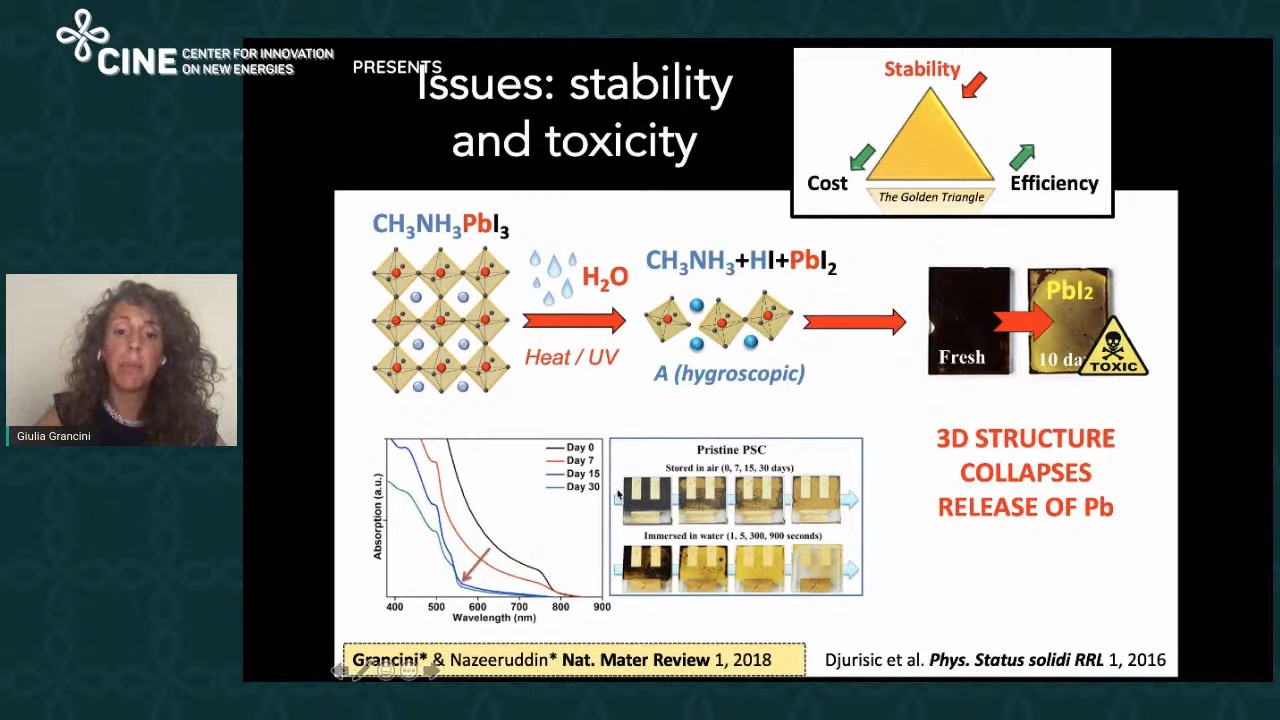 CINE
CENTER FOR INNOVATION
ON NEW ENERGIES
PRESENTS
Issues: stability
and toxicity
Stability
Cost
Efficiency
The Golden Triangle
CH3NH3PbI3
H2O
Heat / UV
CH3NH3+HI+PbI2
A (hygroscopic)
Fresh
PbI2
10 da
TOXIC
Giulia Grancini
3D STRUCTURE
COLLAPSES
RELEASE OF Pb
Absorption (a.u.)
Day 0
Day 7
Day 15
Day 30
400 500 600 700 800 900
Wavelength (nm)
Pristine PSC
Stored in air (0, 7, 15, 30 days)
Immersed in water (1, 5, 300, 900 seconds)
Grancini* & Nazeeruddin* Nat. Mater Review 1, 2018
Djurisic et al. Phys. Status solidi RRL 1, 2016